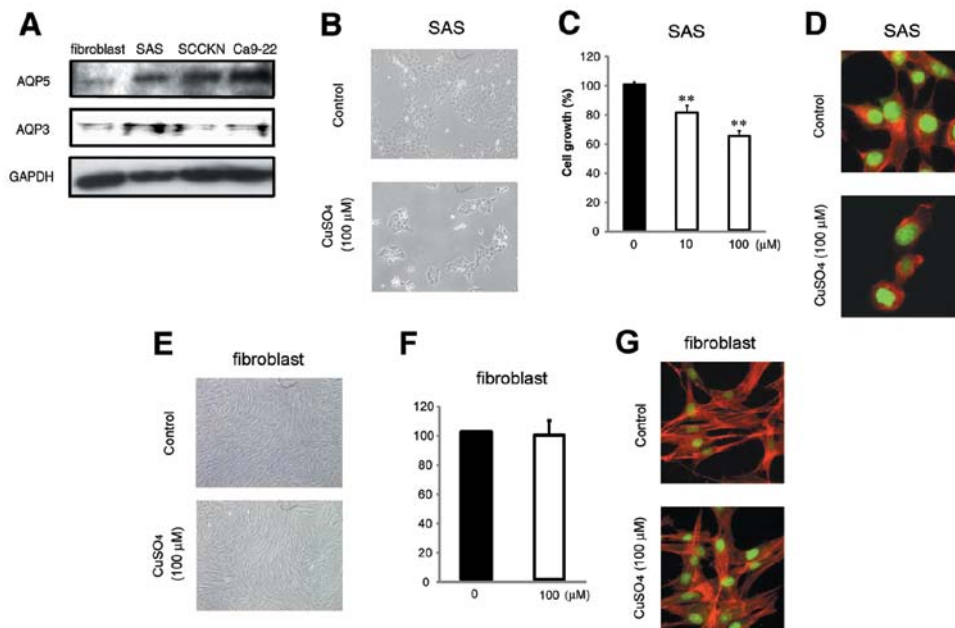 A
fibroblast SAS SCCKN Ca9-22
AQP5
AQP3
GAPDH
B
SAS
Control
CuSO₄
(100 μM)
C
SAS
Cell growth (%)
120
100
80
60
40
20
0
**
**
0 10 100 (μM)
D
SAS
Control
CuSO₄ (100 μM)
E
fibroblast
Control
CuSO₄
(100 μM)
F
fibroblast
120
100
80
60
40
20
0
0 100 (μM)
G
fibroblast
Control
CuSO₄ (100 μM)